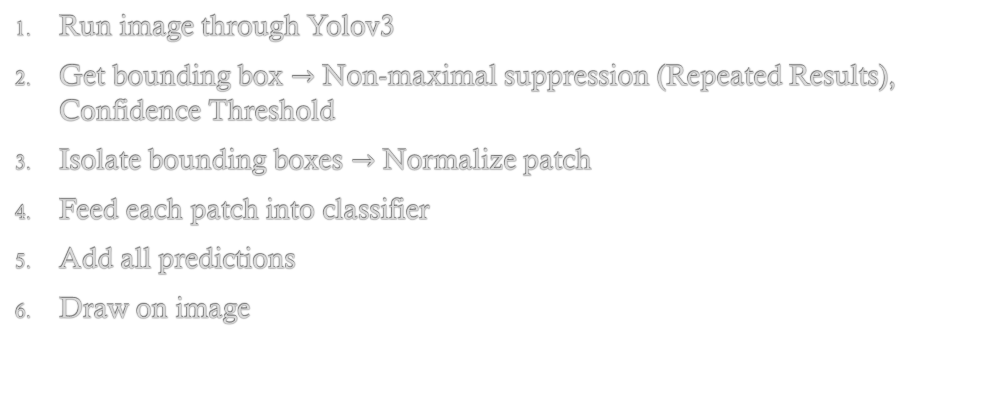 1. Run image through Yolov3
2. Get bounding box → Non-maximal suppression (Repeated Results),
Confidence Threshold
3. Isolate bounding boxes → Normalize patch
4. Feed each patch into classifier
5. Add all predictions
6. Draw on image